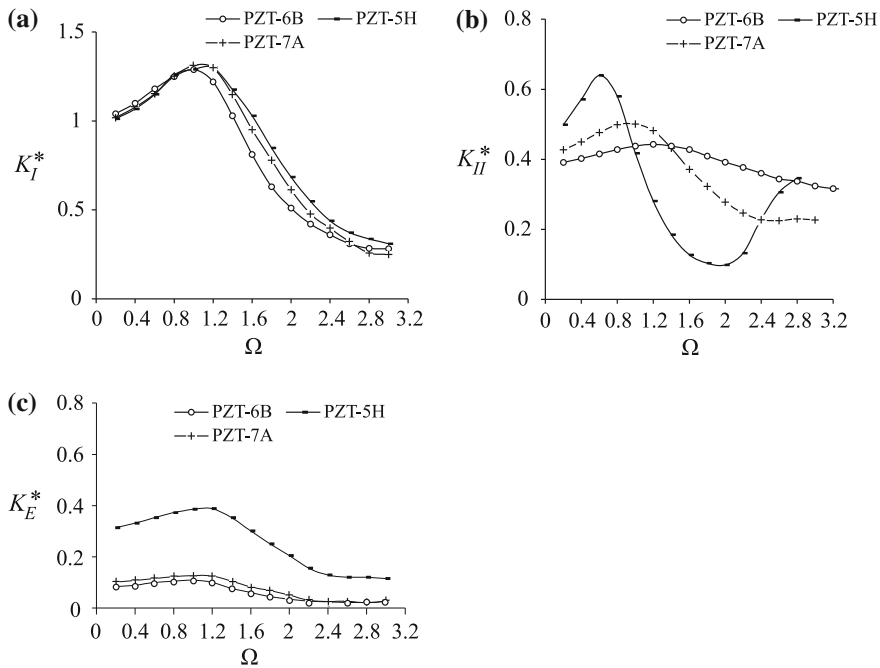 (a)
PZT-6B PZT-5H
PZT-7A
1.5
1
0.5
0
K_I^*
0 0.4 0.8 1.2 1.6 2 2.4 2.8 3.2
Ω
(b)
PZT-6B PZT-5H
PZT-7A
0.8
0.6
0.4
0.2
0
K_{II}^*
0 0.4 0.8 1.2 1.6 2 2.4 2.8 3.2
Ω
(c)
PZT-6B PZT-5H
PZT-7A
0.8
0.6
0.4
0.2
0
K_E^*
0 0.4 0.8 1.2 1.6 2 2.4 2.8 3.2
Ω